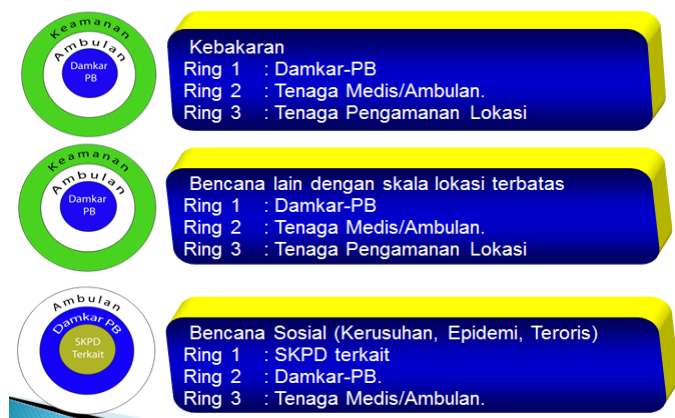 Keamanan
Ambulan
Damkar
PB
Kebakaran
Ring 1 : Damkar-PB
Ring 2 : Tenaga Medis/Ambulan.
Ring 3 : Tenaga Pengamanan Lokasi
Keamanan
Ambulan
Damkar
PB
Bencana lain dengan skala lokasi terbatas
Ring 1 : Damkar-PB
Ring 2 : Tenaga Medis/Ambulan.
Ring 3 : Tenaga Pengamanan Lokasi
Ambulan
Damkar PB
SKPD
Terkait
Bencana Sosial (Kerusuhan, Epidemi, Teroris)
Ring 1 : SKPD terkait
Ring 2 : Damkar-PB.
Ring 3 : Tenaga Medis/Ambulan.